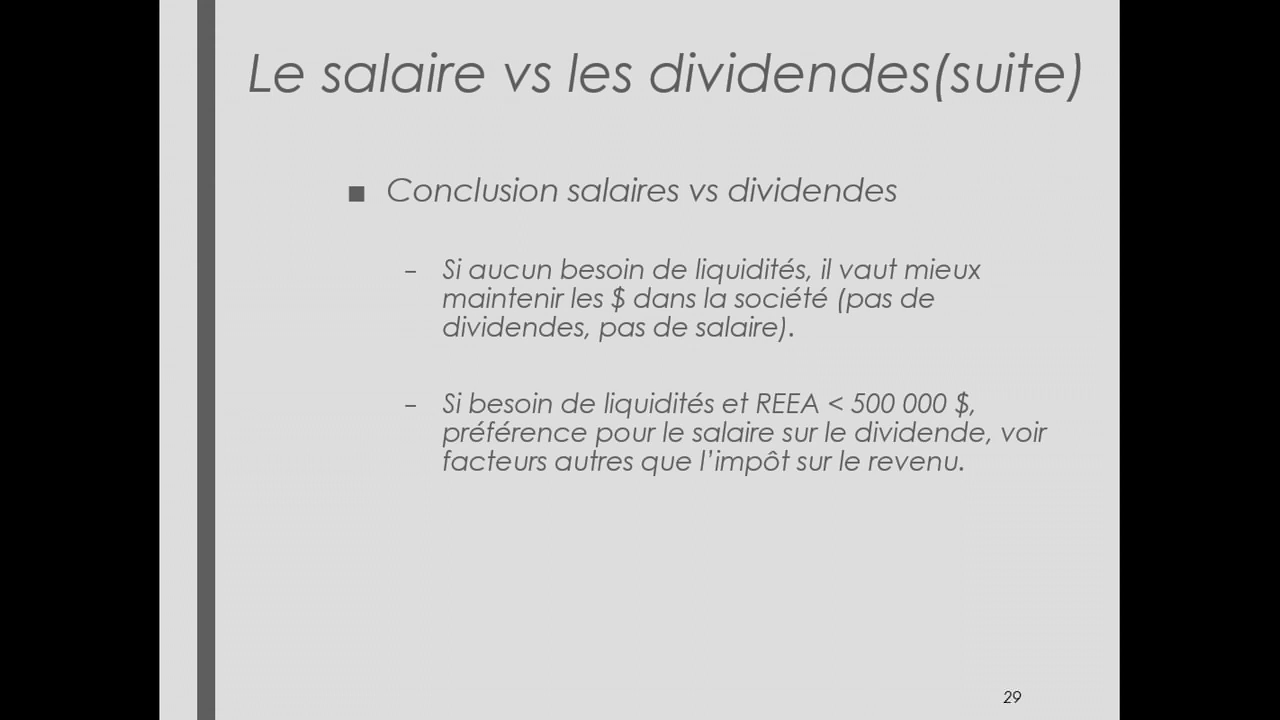 Le salaire vs les dividendes(suite)
■ Conclusion salaires vs dividendes
– Si aucun besoin de liquidités, il vaut mieux
maintenir les $ dans la société (pas de
dividendes, pas de salaire).
– Si besoin de liquidités et REEA < 500 000 $,
préférence pour le salaire sur le dividende, voir
facteurs autres que l’impôt sur le revenu.
29